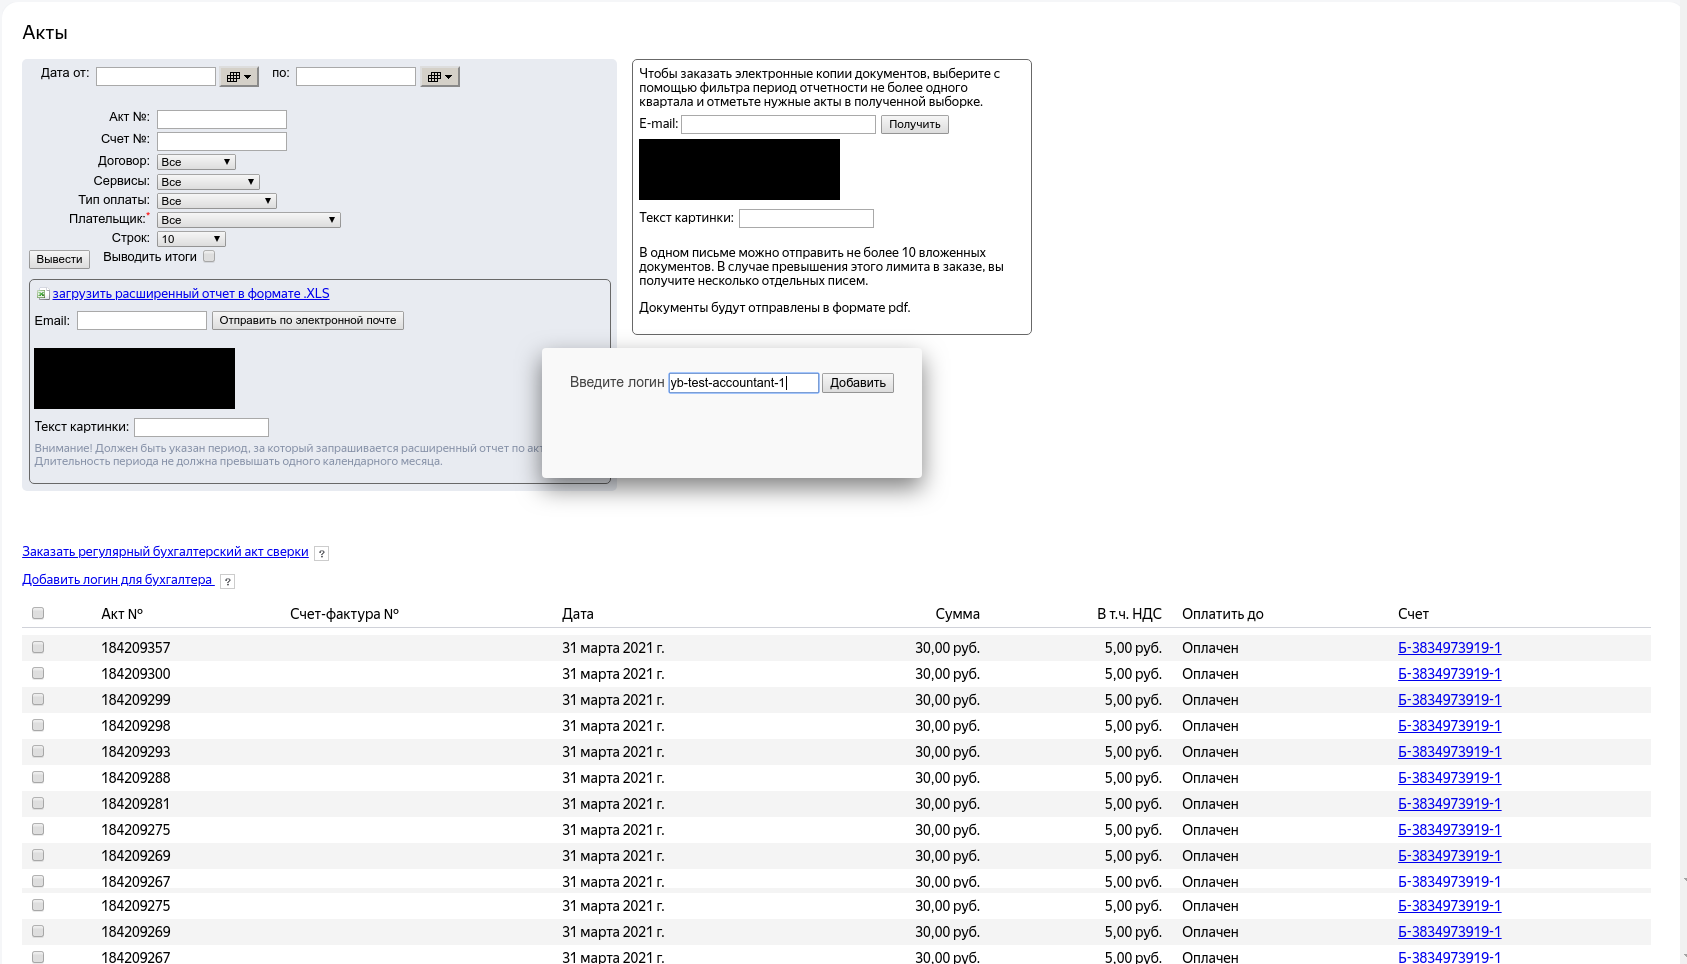 Акты
Дата от: по:
Акт №:
Счет №:
Договор: Все
Сервисы: Все
Тип оплаты: Все
Плательщик:* Все
Строк: 10
Вывести Выводить итоги
загрузить расширенный отчет в формате .XLS
Email: Отправить по электронной почте
Текст картинки:
Внимание! Должен быть указан период, за который запрашивается расширенный отчет по акт
Длительность периода не должна превышать одного календарного месяца.
Чтобы заказать электронные копии документов, выберите с
помощью фильтра период отчетности не более одного
квартала и отметьте нужные акты в полученной выборке.
E-mail: Получить
Текст картинки:
В одном письме можно отправить не более 10 вложенных
документов. В случае превышения этого лимита в заказе, вы
получите несколько отдельных писем.
Документы будут отправлены в формате pdf.
Введите логин yb-test-accountant-1 Добавить
Заказать регулярный бухгалтерский акт сверки ?
Добавить логин для бухгалтера ?
Акт № Счет-фактура № Дата Сумма В т.ч. НДС Оплатить до Счет
184209357 31 марта 2021 г. 30,00 руб. 5,00 руб. Оплачен Б-3834973919-1
184209300 31 марта 2021 г. 30,00 руб. 5,00 руб. Оплачен Б-3834973919-1
184209299 31 марта 2021 г. 30,00 руб. 5,00 руб. Оплачен Б-3834973919-1
184209298 31 марта 2021 г. 30,00 руб. 5,00 руб. Оплачен Б-3834973919-1
184209293 31 марта 2021 г. 30,00 руб. 5,00 руб. Оплачен Б-3834973919-1
184209288 31 марта 2021 г. 30,00 руб. 5,00 руб. Оплачен Б-3834973919-1
184209281 31 марта 2021 г. 30,00 руб. 5,00 руб. Оплачен Б-3834973919-1
184209275 31 марта 2021 г. 30,00 руб. 5,00 руб. Оплачен Б-3834973919-1
184209269 31 марта 2021 г. 30,00 руб. 5,00 руб. Оплачен Б-3834973919-1
184209267 31 марта 2021 г. 30,00 руб. 5,00 руб. Оплачен Б-3834973919-1
184209275 31 марта 2021 г. 30,00 руб. 5,00 руб. Оплачен Б-3834973919-1
184209269 31 марта 2021 г. 30,00 руб. 5,00 руб. Оплачен Б-3834973919-1
184209267 31 марта 2021 г. 30,00 руб. 5,00 руб. Оплачен Б-3834973919-1